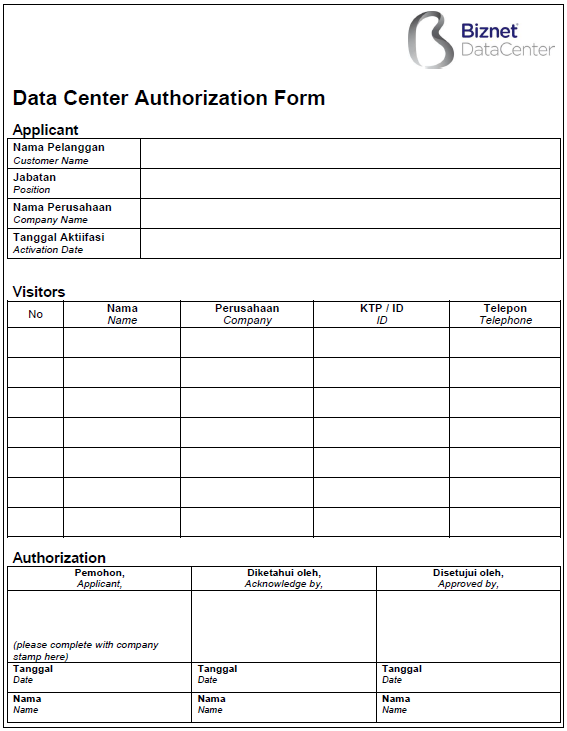 Biznet
DataCenter
Data Center Authorization Form
Applicant
Nama Pelanggan
Customer Name
Jabatan
Position
Nama Perusahaan
Company Name
Tanggal Aktiifasi
Activation Date
Visitors
No Nama Perusahaan KTP / ID Telepon
Name Company ID Telephone
Authorization
Pemohon, Diketahui oleh, Disetujui oleh,
Applicant, Acknowledge by, Approved by,
(please complete with company
stamp here)
Tanggal Tanggal Tanggal
Date Date Date
Nama Nama Nama
Name Name Name